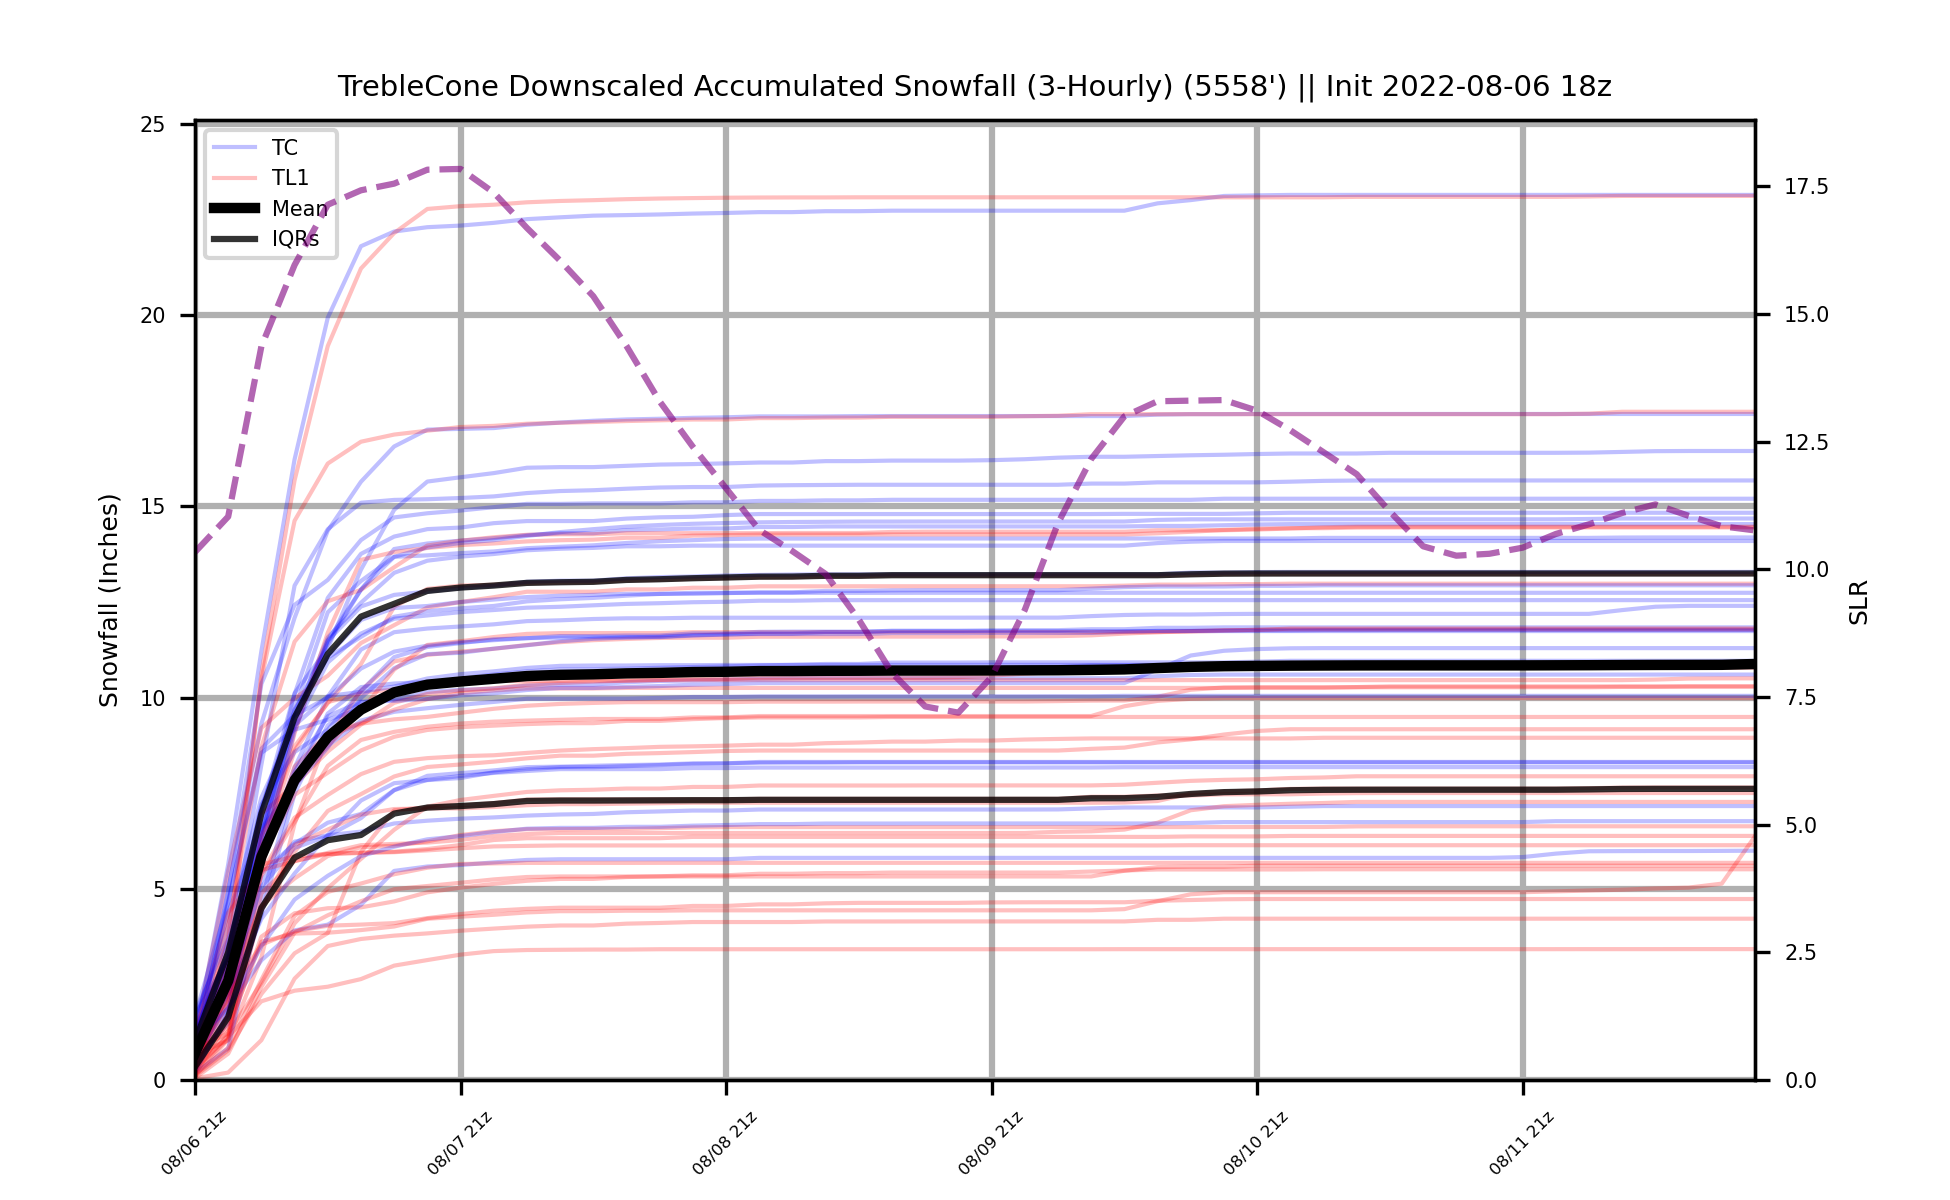 TrebleCone Downscaled Accumulated Snowfall (3-Hourly) (5558') || Init 2022-08-06 18z
TC
TL1
Mean
IQRs
Snowfall (Inches)
25
20
15
10
5
0
17.5
15.0
12.5
10.0
7.5
5.0
2.5
0.0
SLR
08/06 21z
08/07 21z
08/08 21z
08/09 21z
08/10 21z
08/11 21z